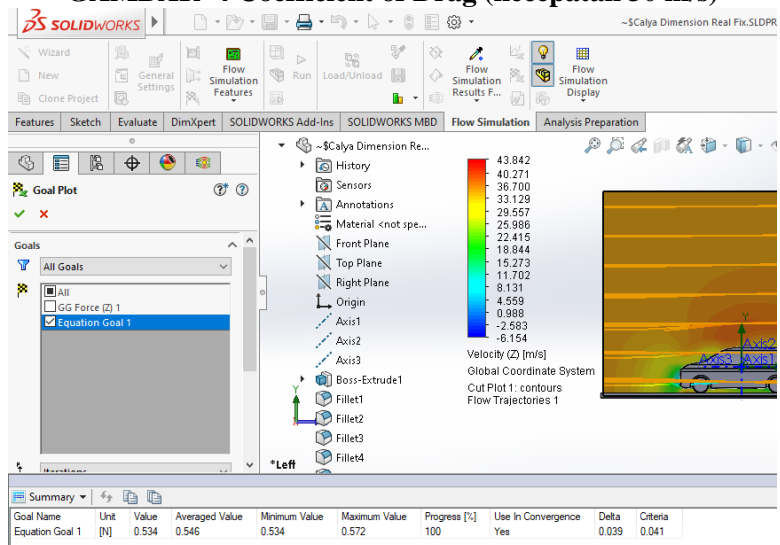 GAMBAR 4 Coefficient of Drag (kecepatan 30 m/s)
SOLIDWORKS
~$Calya Dimension Real Fix.SLDPR
Wizard
New
Clone Project
General Settings
Flow Simulation Features
Run
Load/Unload
Flow Simulation Results F...
Flow Simulation Display
Features Sketch Evaluate DimXpert SOLIDWORKS Add-Ins SOLIDWORKS MBD Flow Simulation Analysis Preparation
Goal Plot
Goals
All Goals
All
GG Force (Z) 1
Equation Goal 1
Iterations
~$Calya Dimension Re...
History
Sensors
Annotations
Material <not spe...
Front Plane
Top Plane
Right Plane
Origin
Axis1
Axis2
Axis3
Boss-Extrude1
Fillet1
Fillet2
Fillet3
Fillet4
Y
*Left
43.842
40.271
36.700
33.129
29.557
25.986
22.415
18.844
15.273
11.702
8.131
4.559
0.988
-2.583
-6.154
Velocity (Z) [m/s]
Global Coordinate System
Cut Plot 1: contours
Flow Trajectories 1
Y
Axis2
Axis3 Axis1
Summary
Goal Name Unit Value Averaged Value Minimum Value Maximum Value Progress [%] Use In Convergence Delta Criteria
Equation Goal 1 [N] 0.534 0.546 0.534 0.572 100 Yes 0.039 0.041